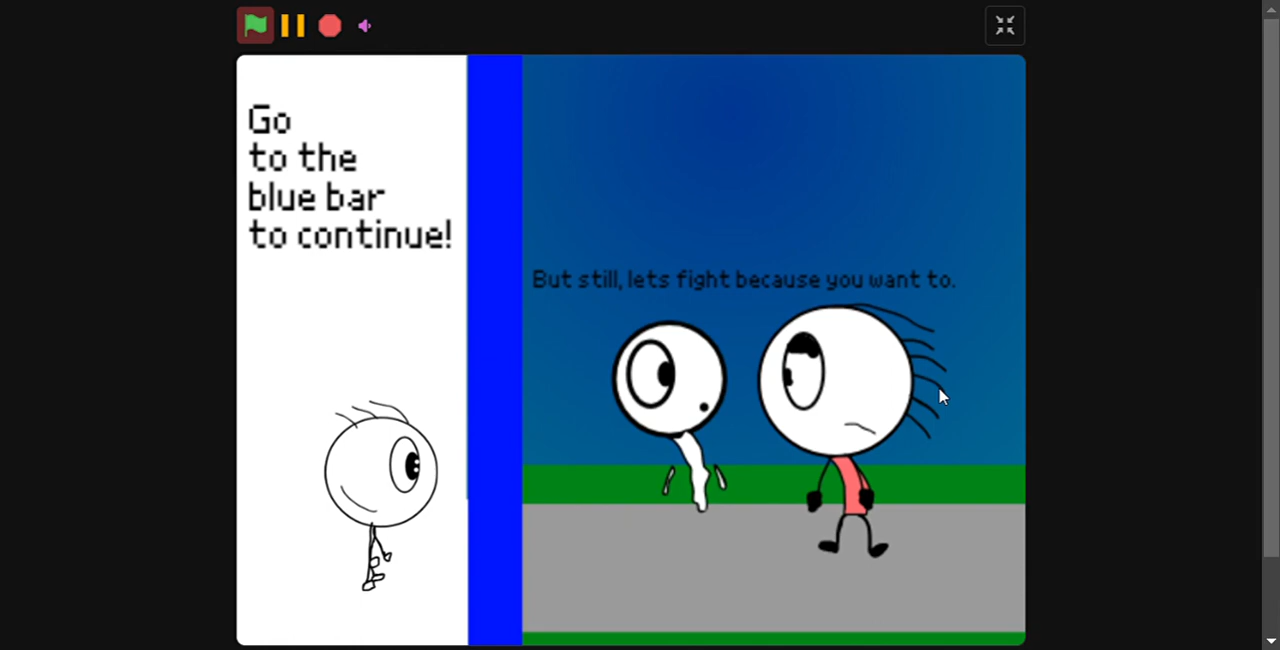 Go
to the
blue bar
to continue!
But still, lets fight because you want to.